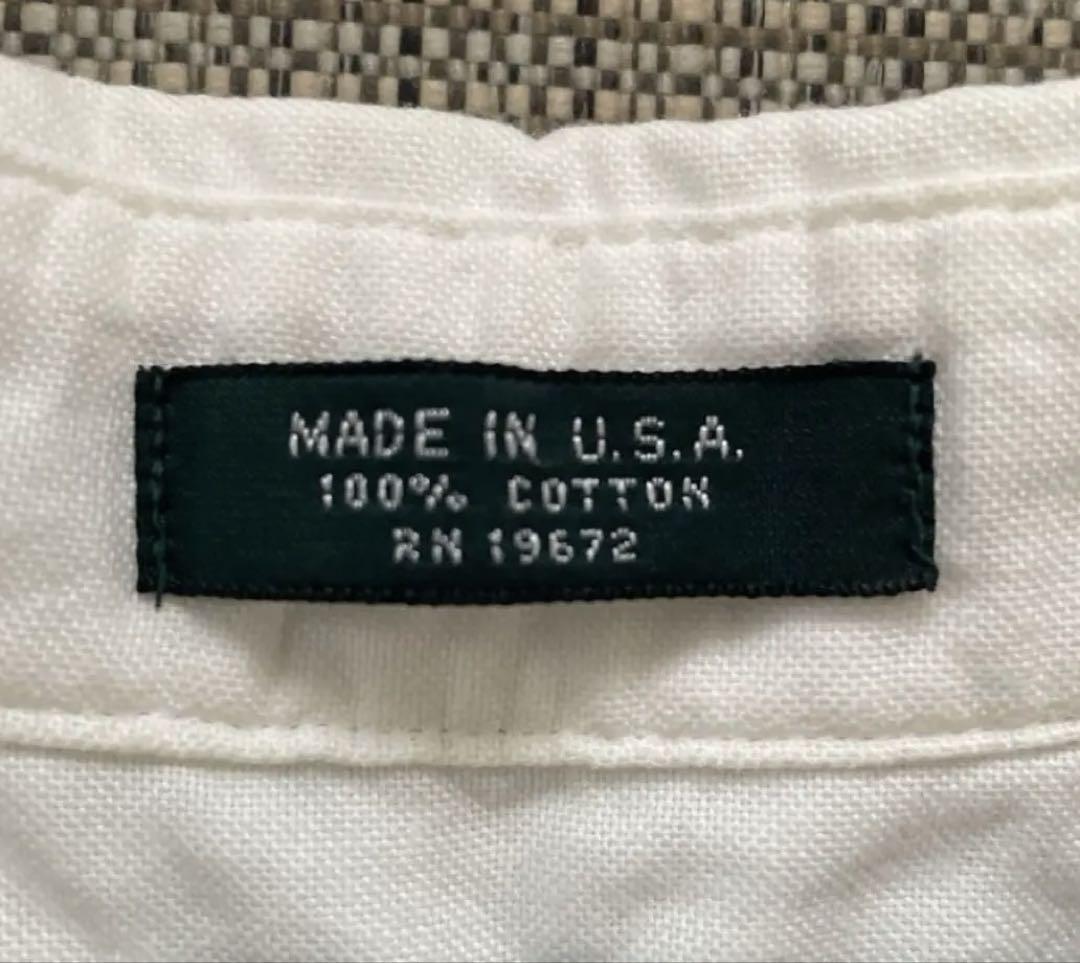 MADE IN U.S.A.
100% COTTON
RN 19672